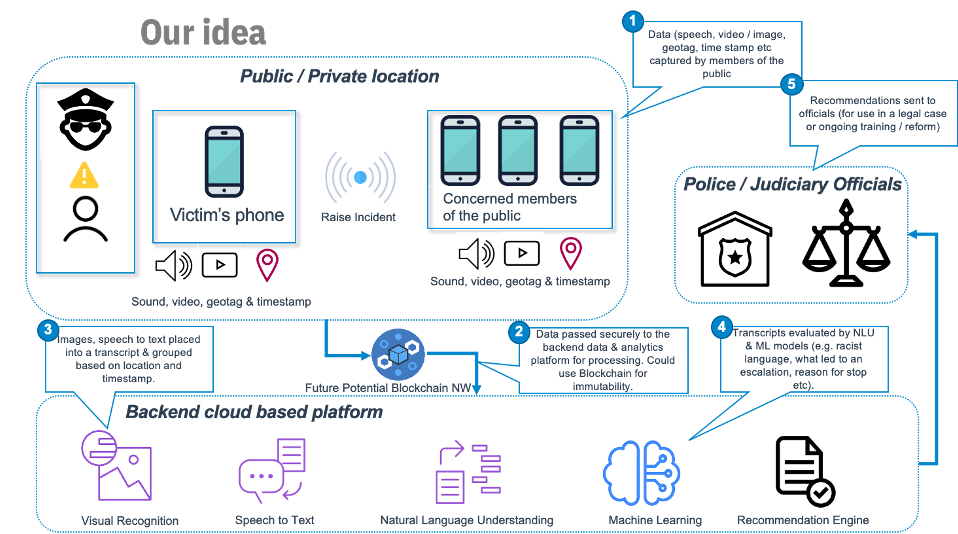 Our idea
Public / Private location
1
Data (speech, video / image,
geotag, time stamp etc
captured by members of the
public
5
Recommendations sent to
officials (for use in a legal case
or ongoing training / reform)
Victim's phone
Raise Incident
Concerned members
of the public
Police / Judiciary Officials
Sound, video, geotag & timestamp
Sound, video, geotag & timestamp
3
Images, speech to text placed
into a transcript & grouped
based on location and
timestamp.
Future Potential Blockchain NW
2
Data passed securely to the
backend data & analytics
platform for processing. Could
use Blockchain for
immutability.
4
Transcripts evaluated by NLU
& ML models (e.g. racist
language, what led to an
escalation, reason for stop
etc).
Backend cloud based platform
Visual Recognition
Speech to Text
Natural Language Understanding
Machine Learning
Recommendation Engine